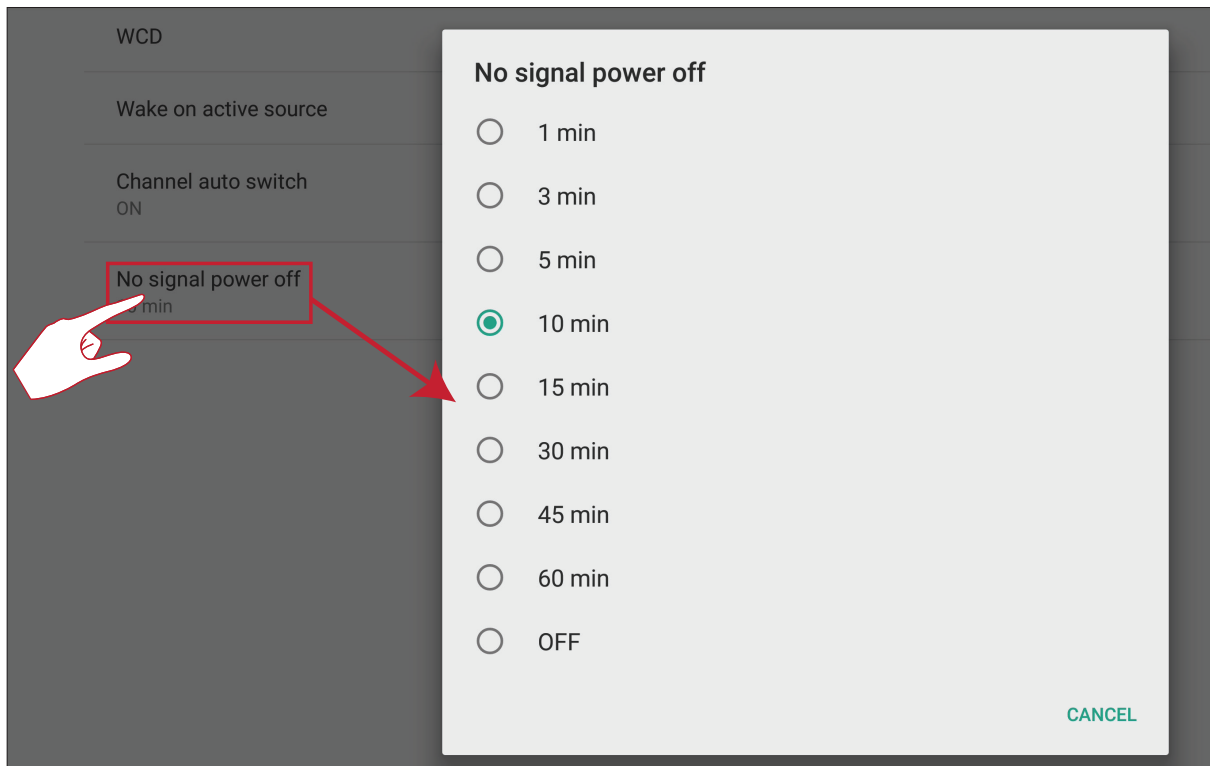 WCD
Wake on active source
Channel auto switch
ON
No signal power off
min
No signal power off
1 min
3 min
5 min
10 min
15 min
30 min
45 min
60 min
OFF
CANCEL